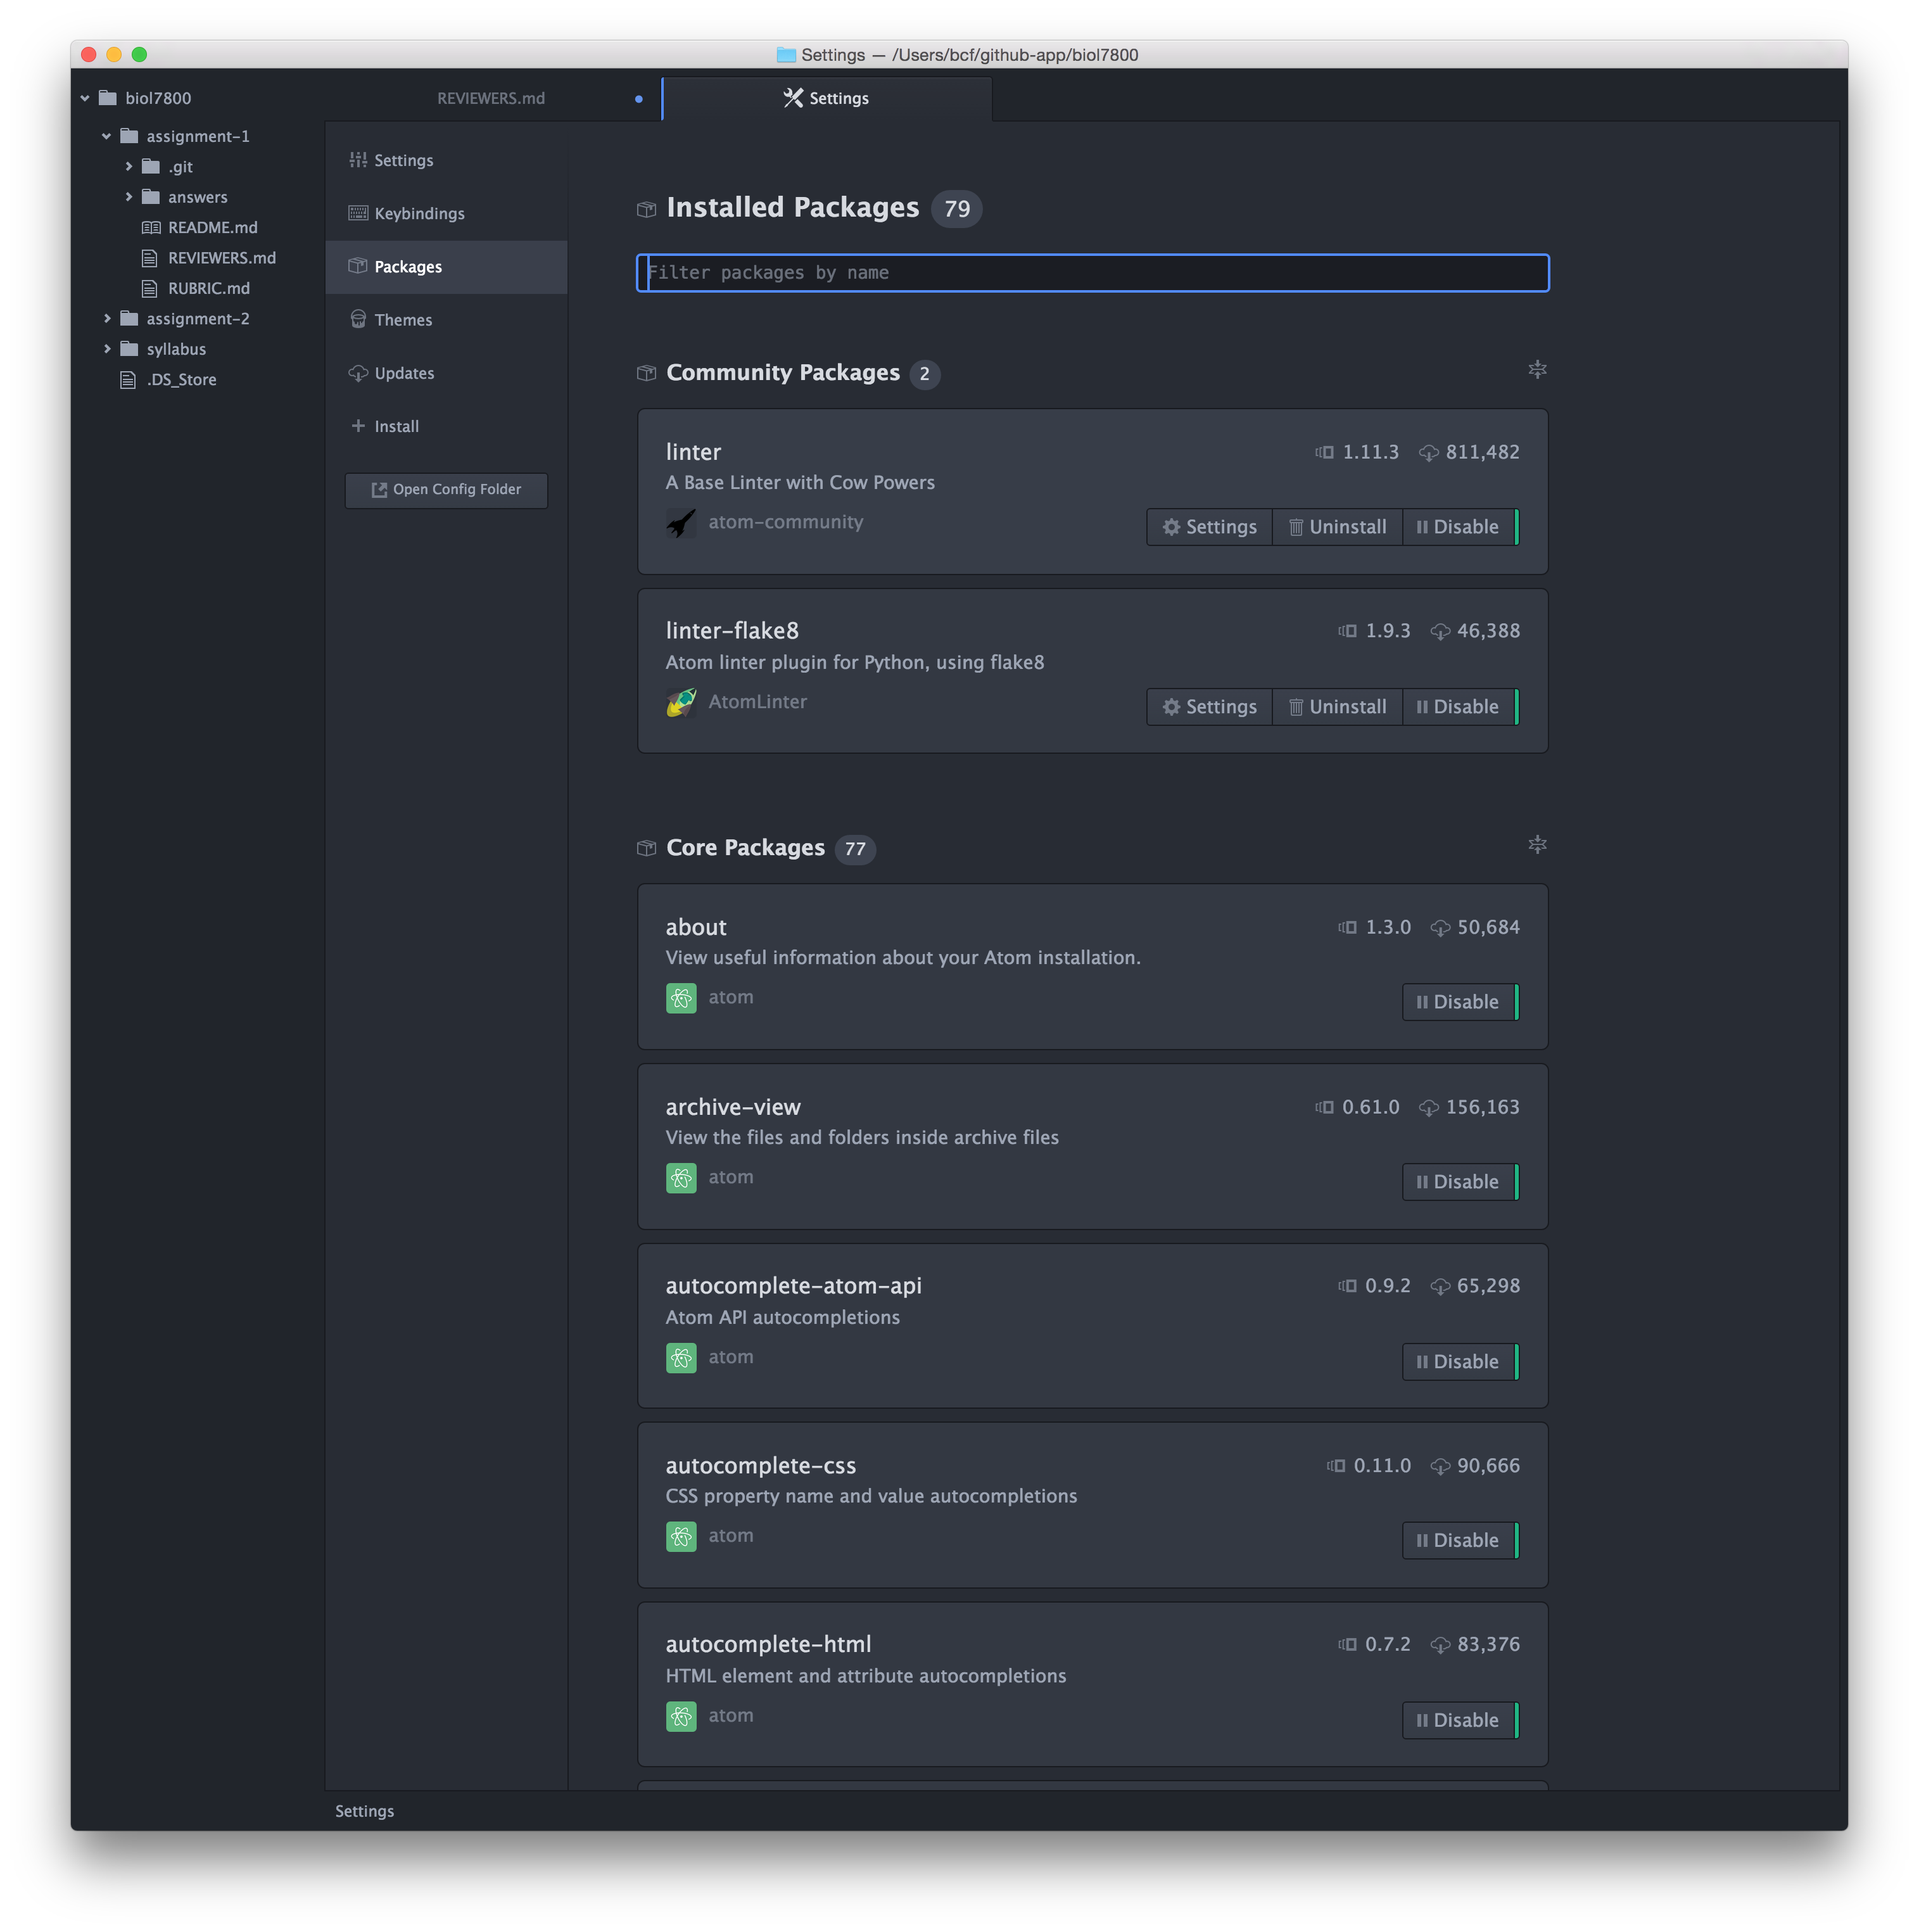 Settings — /Users/bcf/github-app/biol7800
biol7800
assignment-1
.git
answers
README.md
REVIEWERS.md
RUBRIC.md
assignment-2
syllabus
.DS_Store
REVIEWERS.md
Settings
Settings
Keybindings
Packages
Themes
Updates
Install
Open Config Folder
Installed Packages 79
Filter packages by name
Community Packages 2
linter 1.11.3 811,482
A Base Linter with Cow Powers
atom-community Settings Uninstall Disable
linter-flake8 1.9.3 46,388
Atom linter plugin for Python, using flake8
AtomLinter Settings Uninstall Disable
Core Packages 77
about 1.3.0 50,684
View useful information about your Atom installation.
atom Disable
archive-view 0.61.0 156,163
View the files and folders inside archive files
atom Disable
autocomplete-atom-api 0.9.2 65,298
Atom API autocompletions
atom Disable
autocomplete-css 0.11.0 90,666
CSS property name and value autocompletions
atom Disable
autocomplete-html 0.7.2 83,376
HTML element and attribute autocompletions
atom Disable
Settings